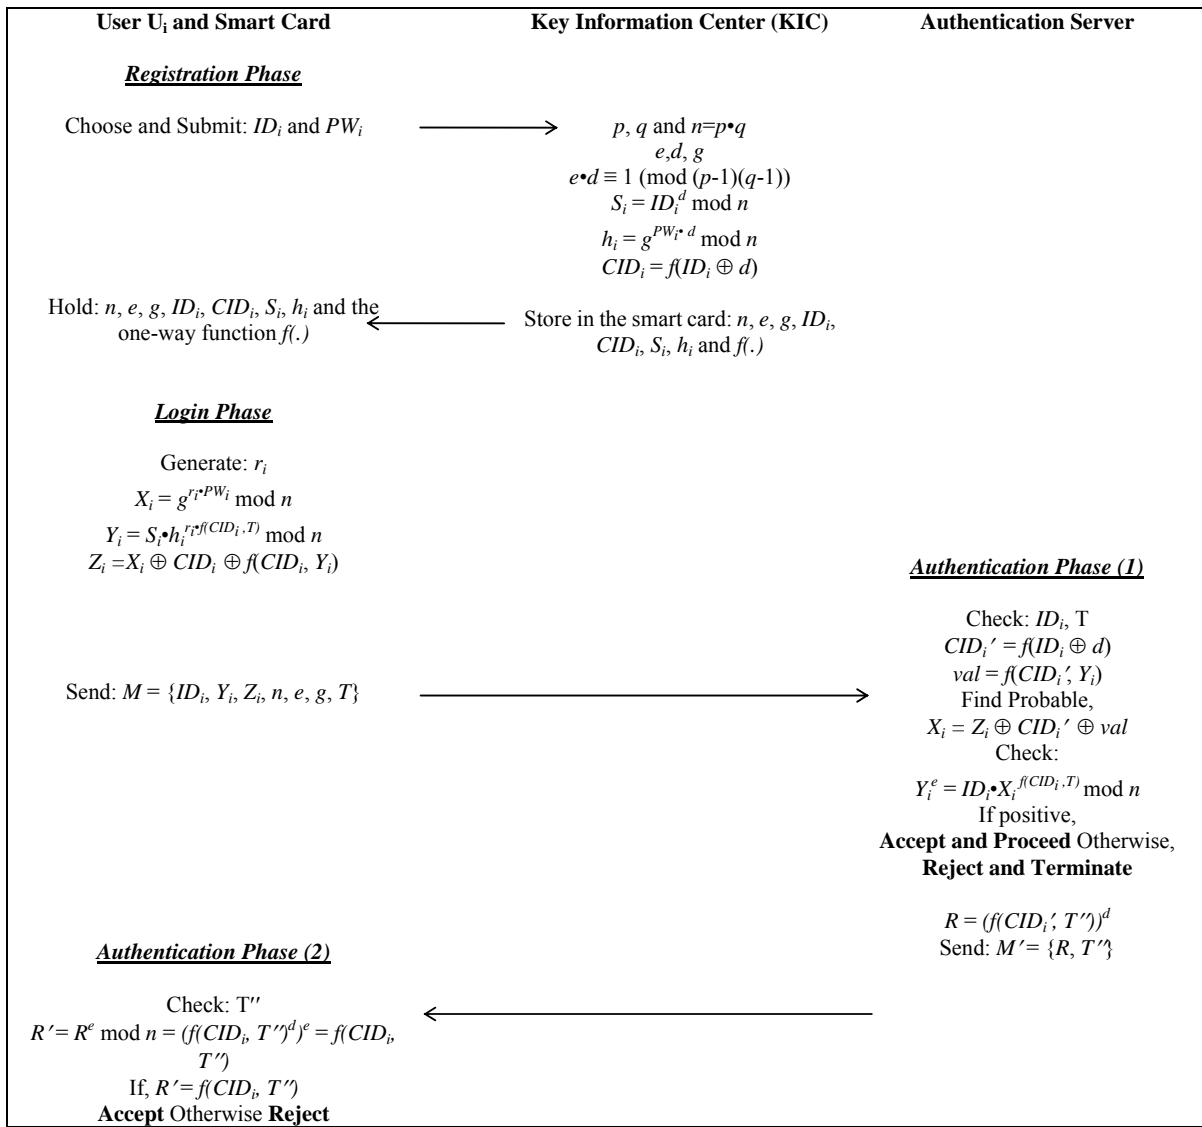 User Uᵢ and Smart Card Key Information Center (KIC) Authentication Server
Registration Phase
Choose and Submit: IDᵢ and PWᵢ
p, q and n=p•q
e,d, g
e•d ≡ 1 (mod (p-1)(q-1))
Sᵢ = IDᵢ^d mod n
hᵢ = g^(PWᵢ• d) mod n
CIDᵢ = f(IDᵢ ⊕ d)
Hold: n, e, g, IDᵢ, CIDᵢ, Sᵢ, hᵢ and the
one-way function f(.)
Store in the smart card: n, e, g, IDᵢ,
CIDᵢ, Sᵢ, hᵢ and f(.)
Login Phase
Generate: rᵢ
Xᵢ = g^(rᵢ•PWᵢ) mod n
Yᵢ = Sᵢ•hᵢ^(rᵢ•f(CIDᵢ ,T)) mod n
Zᵢ =Xᵢ ⊕ CIDᵢ ⊕ f(CIDᵢ, Yᵢ)
Send: M = {IDᵢ, Yᵢ, Zᵢ, n, e, g, T}
Authentication Phase (1)
Check: IDᵢ, T
CIDᵢ′ = f(IDᵢ ⊕ d)
val = f(CIDᵢ′, Yᵢ)
Find Probable,
Xᵢ = Zᵢ ⊕ CIDᵢ′ ⊕ val
Check:
Yᵢ^e = IDᵢ•Xᵢ^(f(CIDᵢ ,T)) mod n
If positive,
Accept and Proceed Otherwise,
Reject and Terminate
R = (f(CIDᵢ′, T′′))^d
Send: M′ = {R, T′′}
Authentication Phase (2)
Check: T′′
R′ = R^e mod n = (f(CIDᵢ, T′′)^d)^e = f(CIDᵢ,
T′′)
If, R′ = f(CIDᵢ, T′′)
Accept Otherwise Reject